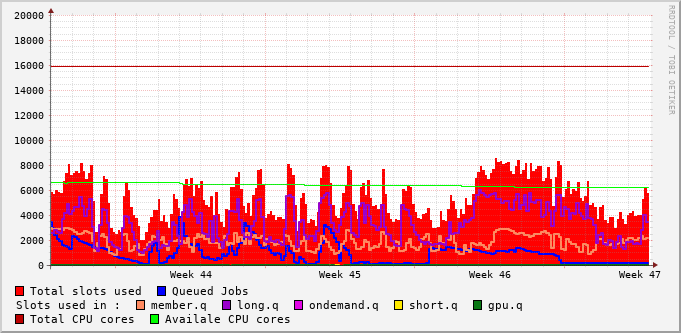 20000
18000
16000
14000
12000
10000
8000
6000
4000
2000
0
Week 44 Week 45 Week 46 Week 47
Total slots used Queued Jobs
Slots used in : member.q long.q ondemand.q short.q gpu.q
Total CPU cores Availale CPU cores
RRDTOOL / TOBI OETIKER